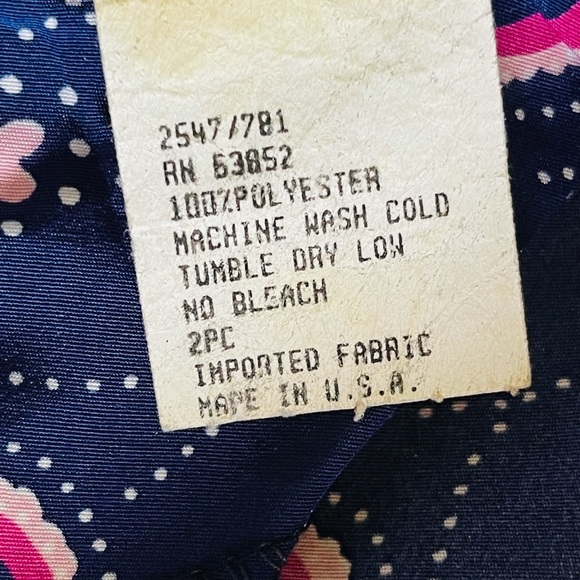 2547/781
RN 63852
100%POLYESTER
MACHINE WASH COLD
TUMBLE DRY LOW
NO BLEACH
2PC
IMPORTED FABRIC
MADE IN U.S.A.